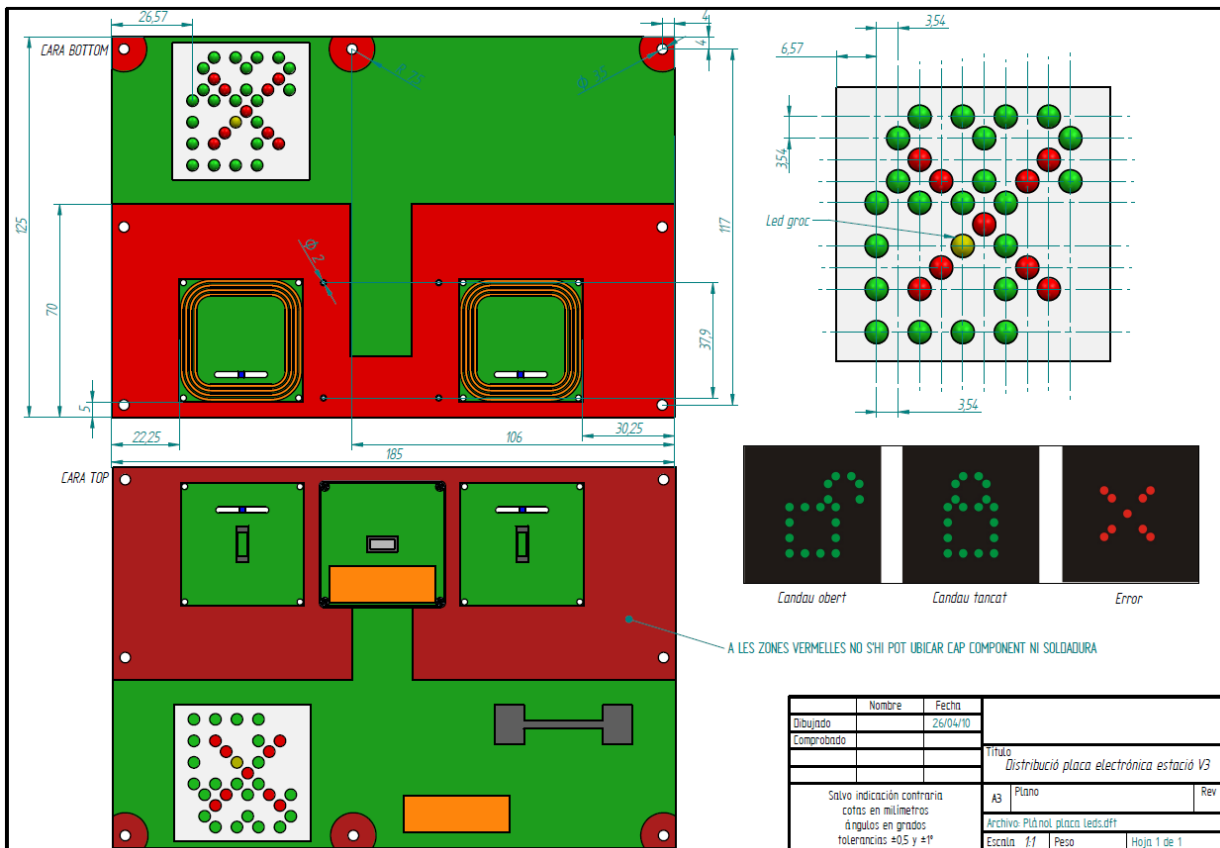 26,57
4
CARA BOTTOM
4
R 7,5
Φ 3,5
125
117
70
Φ 2
37,9
5
22,25
106
30,25
185
3,54
6,57
3,54
Led groc
3,54
CARA TOP
Candau obert
Candau tancat
Error
A LES ZONES VERMELLES NO S'HI POT UBICAR CAP COMPONENT NI SOLDADURA
Nombre Fecha
Dibujado 26/04/10
Comprobado
Título
Distribució placa electrónica estació V3
A3 Plano Rev
Archivo: Plànol placa leds.dft
Escala 1:1 Peso Hoja 1 de 1
Salvo indicación contraria
cotas en milímetros
ángulos en grados
tolerancias ±0,5 y ±1º